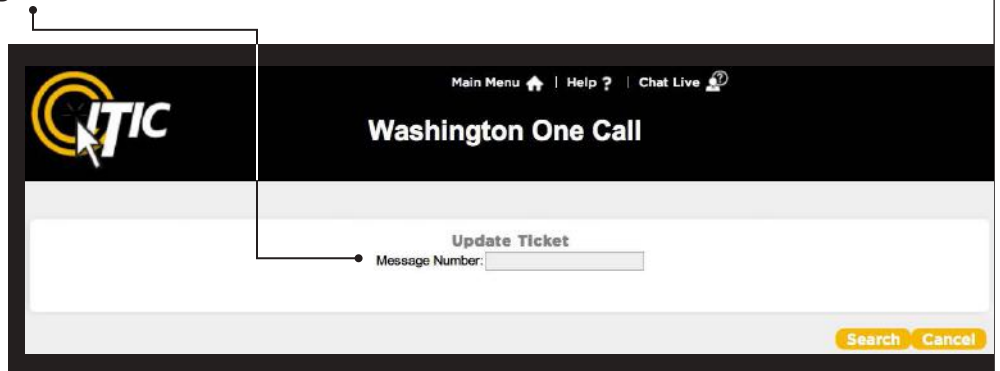 Main Menu | Help ? | Chat Live ?
ITIC
Washington One Call
Update Ticket
Message Number:
Search Cancel